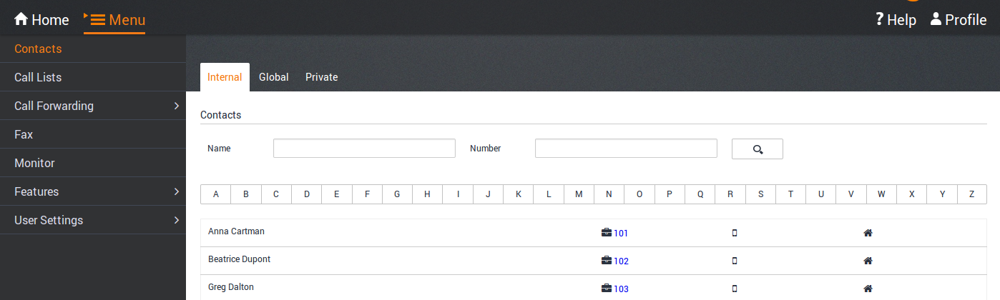 Home Menu ? Help Profile
Contacts
Call Lists
Call Forwarding
Fax
Monitor
Features
User Settings
Internal Global Private
Contacts
Name Number
A B C D E F G H I J K L M N O P Q R S T U V W X Y Z
Anna Cartman 101
Beatrice Dupont 102
Greg Dalton 103